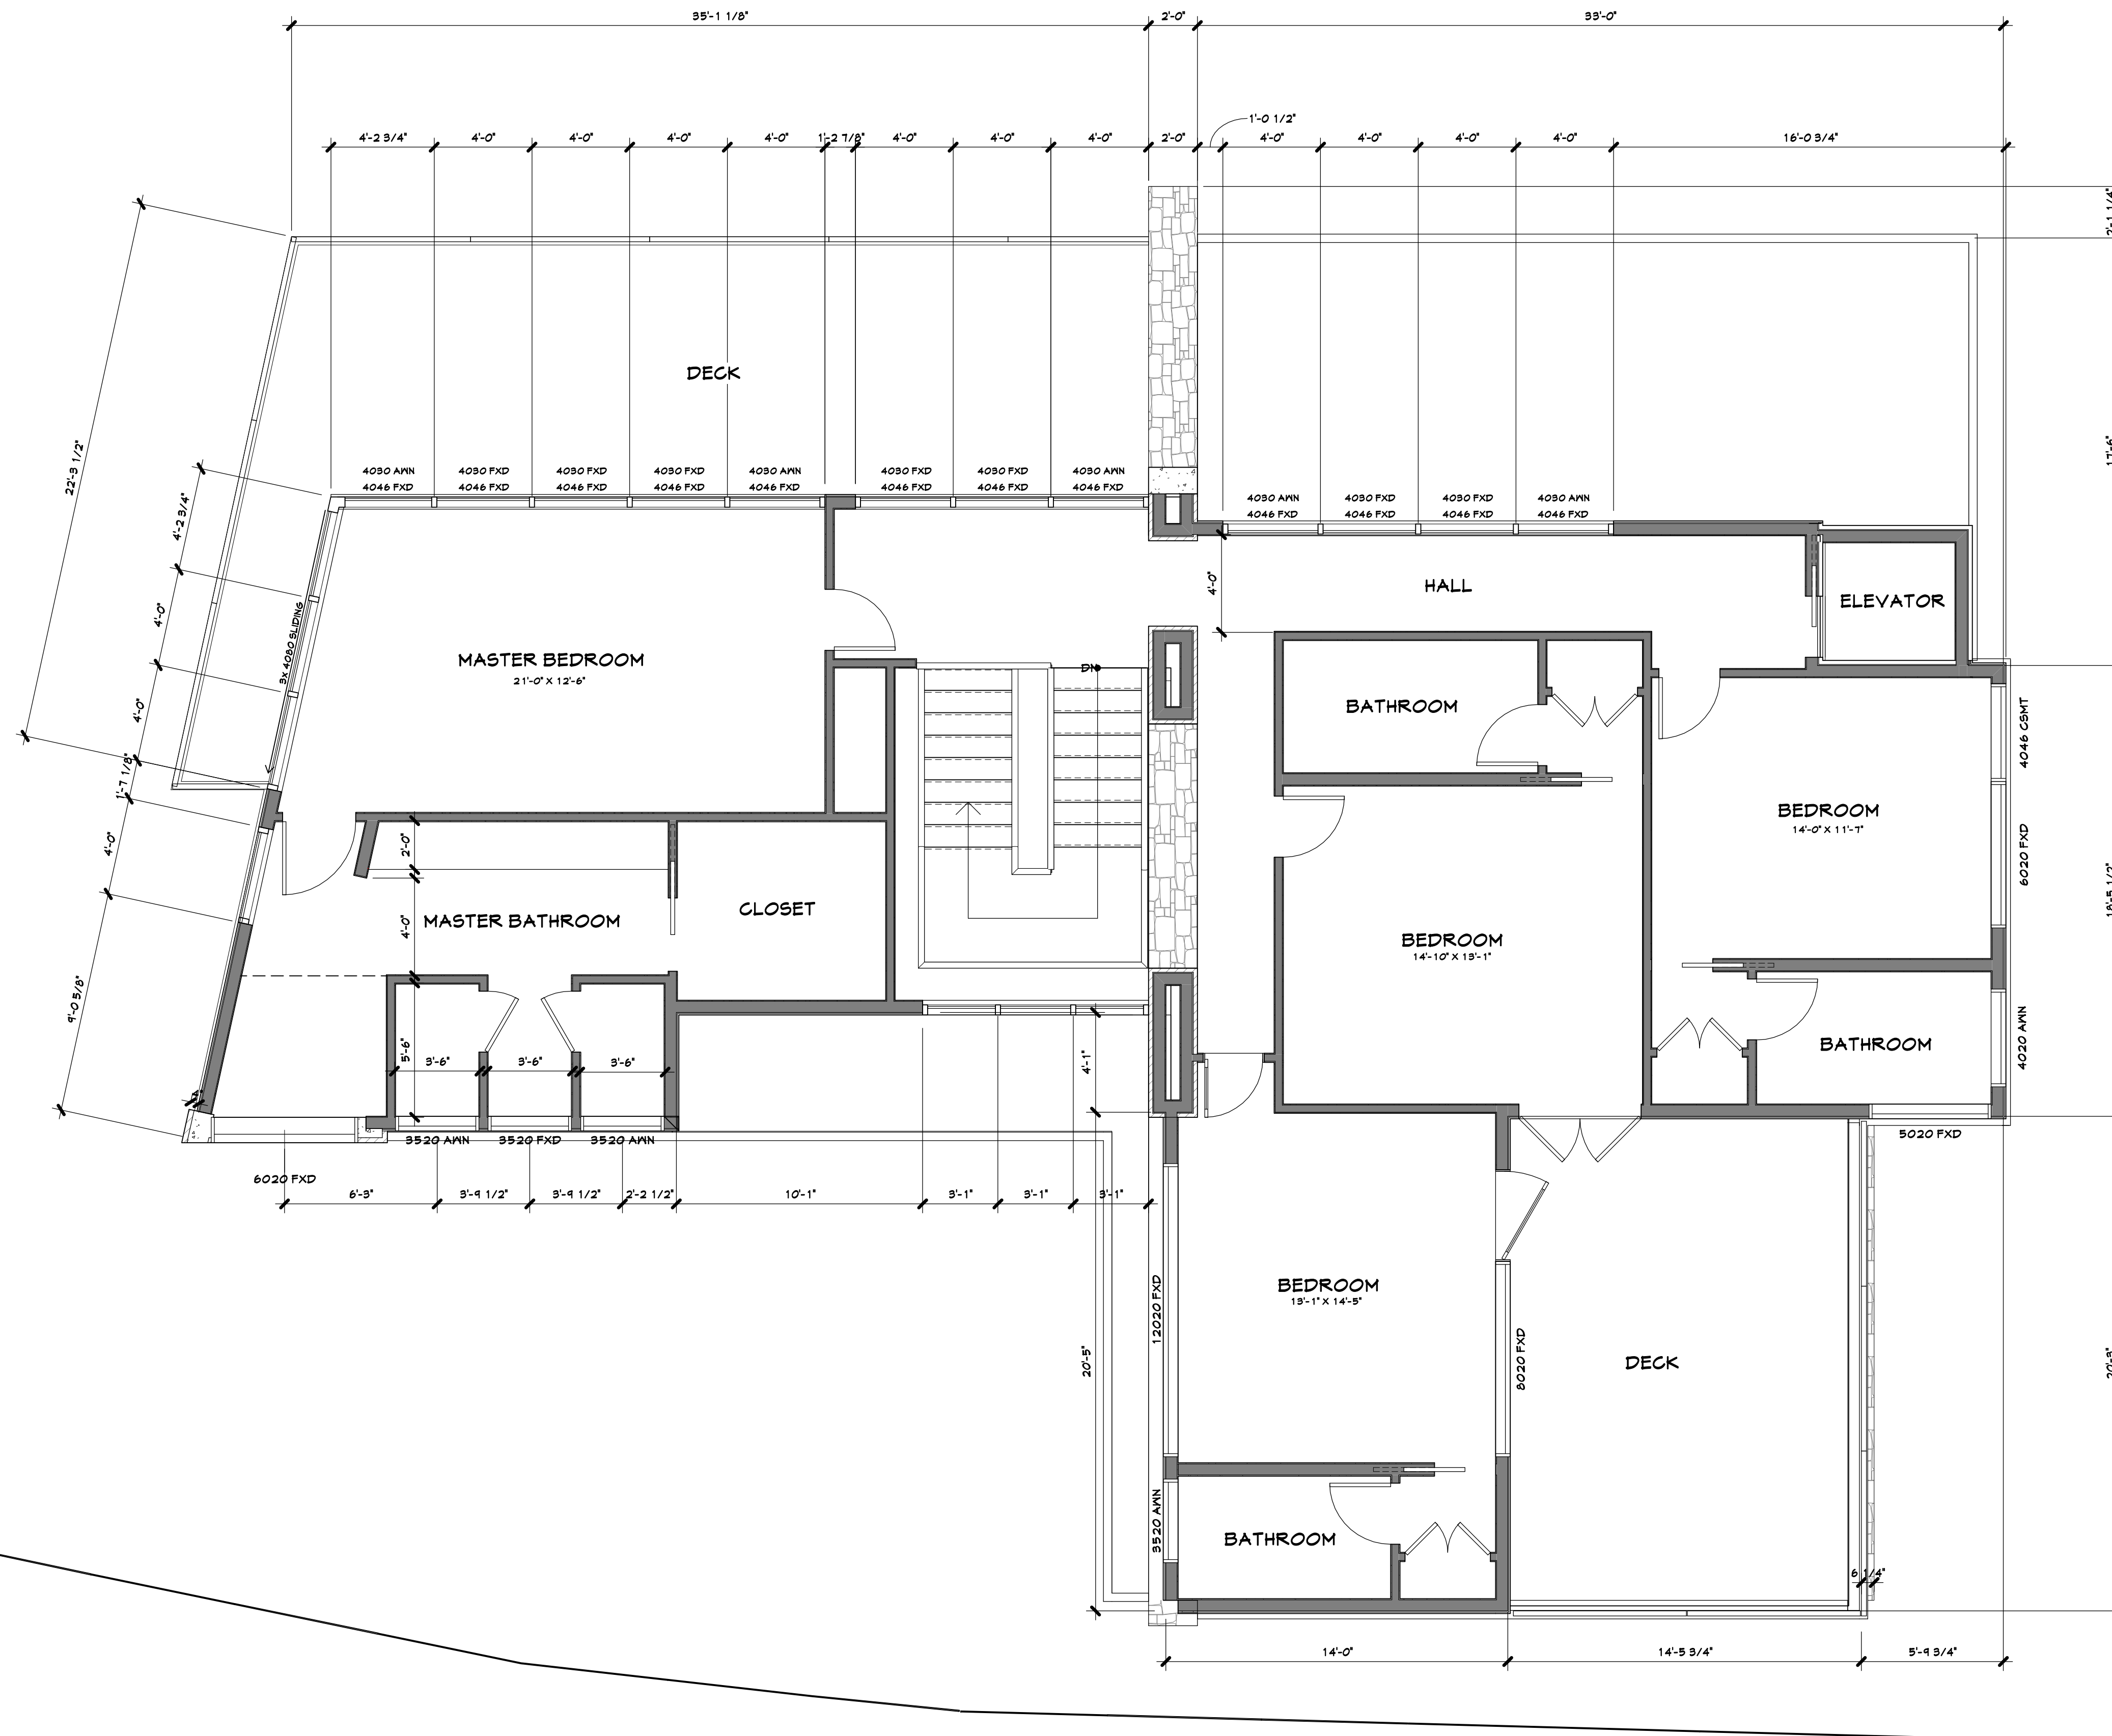 35'-1 1/8"
2'-0"
33'-0"
4'-2 3/4"
4'-0"
4'-0"
4'-0"
4'-0"
1'-2 7/8"
4'-0"
4'-0"
4'-0"
2'-0"
1'-0 1/2"
4'-0"
4'-0"
4'-0"
4'-0"
16'-0 3/4"
2'-1 1/4"
17'-6"
18'-5 1/2"
20'-3"
22'-3 1/2"
4'-2 3/4"
4'-0"
4'-0"
1'-7 1/8"
4'-0"
9'-0 5/8"
3x 4080 SLIDING
DECK
4030 AWN
4046 FXD
4030 FXD
4046 FXD
4030 FXD
4046 FXD
4030 FXD
4046 FXD
4030 AWN
4046 FXD
4030 FXD
4046 FXD
4030 FXD
4046 FXD
4030 AWN
4046 FXD
4030 AWN
4046 FXD
4030 FXD
4046 FXD
4030 FXD
4046 FXD
4030 AWN
4046 FXD
4'-0"
HALL
ELEVATOR
MASTER BEDROOM
21'-0" X 12'-6"
DN
BATHROOM
4046 CSMT
BEDROOM
14'-0" X 11'-7"
6020 FXD
2'-0"
4'-0"
MASTER BATHROOM
CLOSET
BEDROOM
14'-10" X 13'-1"
BATHROOM
4020 AWN
5'-6"
3'-6"
3'-6"
3'-6"
4'-1"
3520 AWN
3520 FXD
3520 AWN
5020 FXD
6020 FXD
6'-3"
3'-9 1/2"
3'-9 1/2"
2'-2 1/2"
10'-1"
3'-1"
3'-1"
3'-1"
12020 FXD
BEDROOM
13'-1" X 14'-5"
8020 FXD
DECK
20'-5"
3520 AWN
BATHROOM
6 1/4"
14'-0"
14'-5 3/4"
5'-9 3/4"